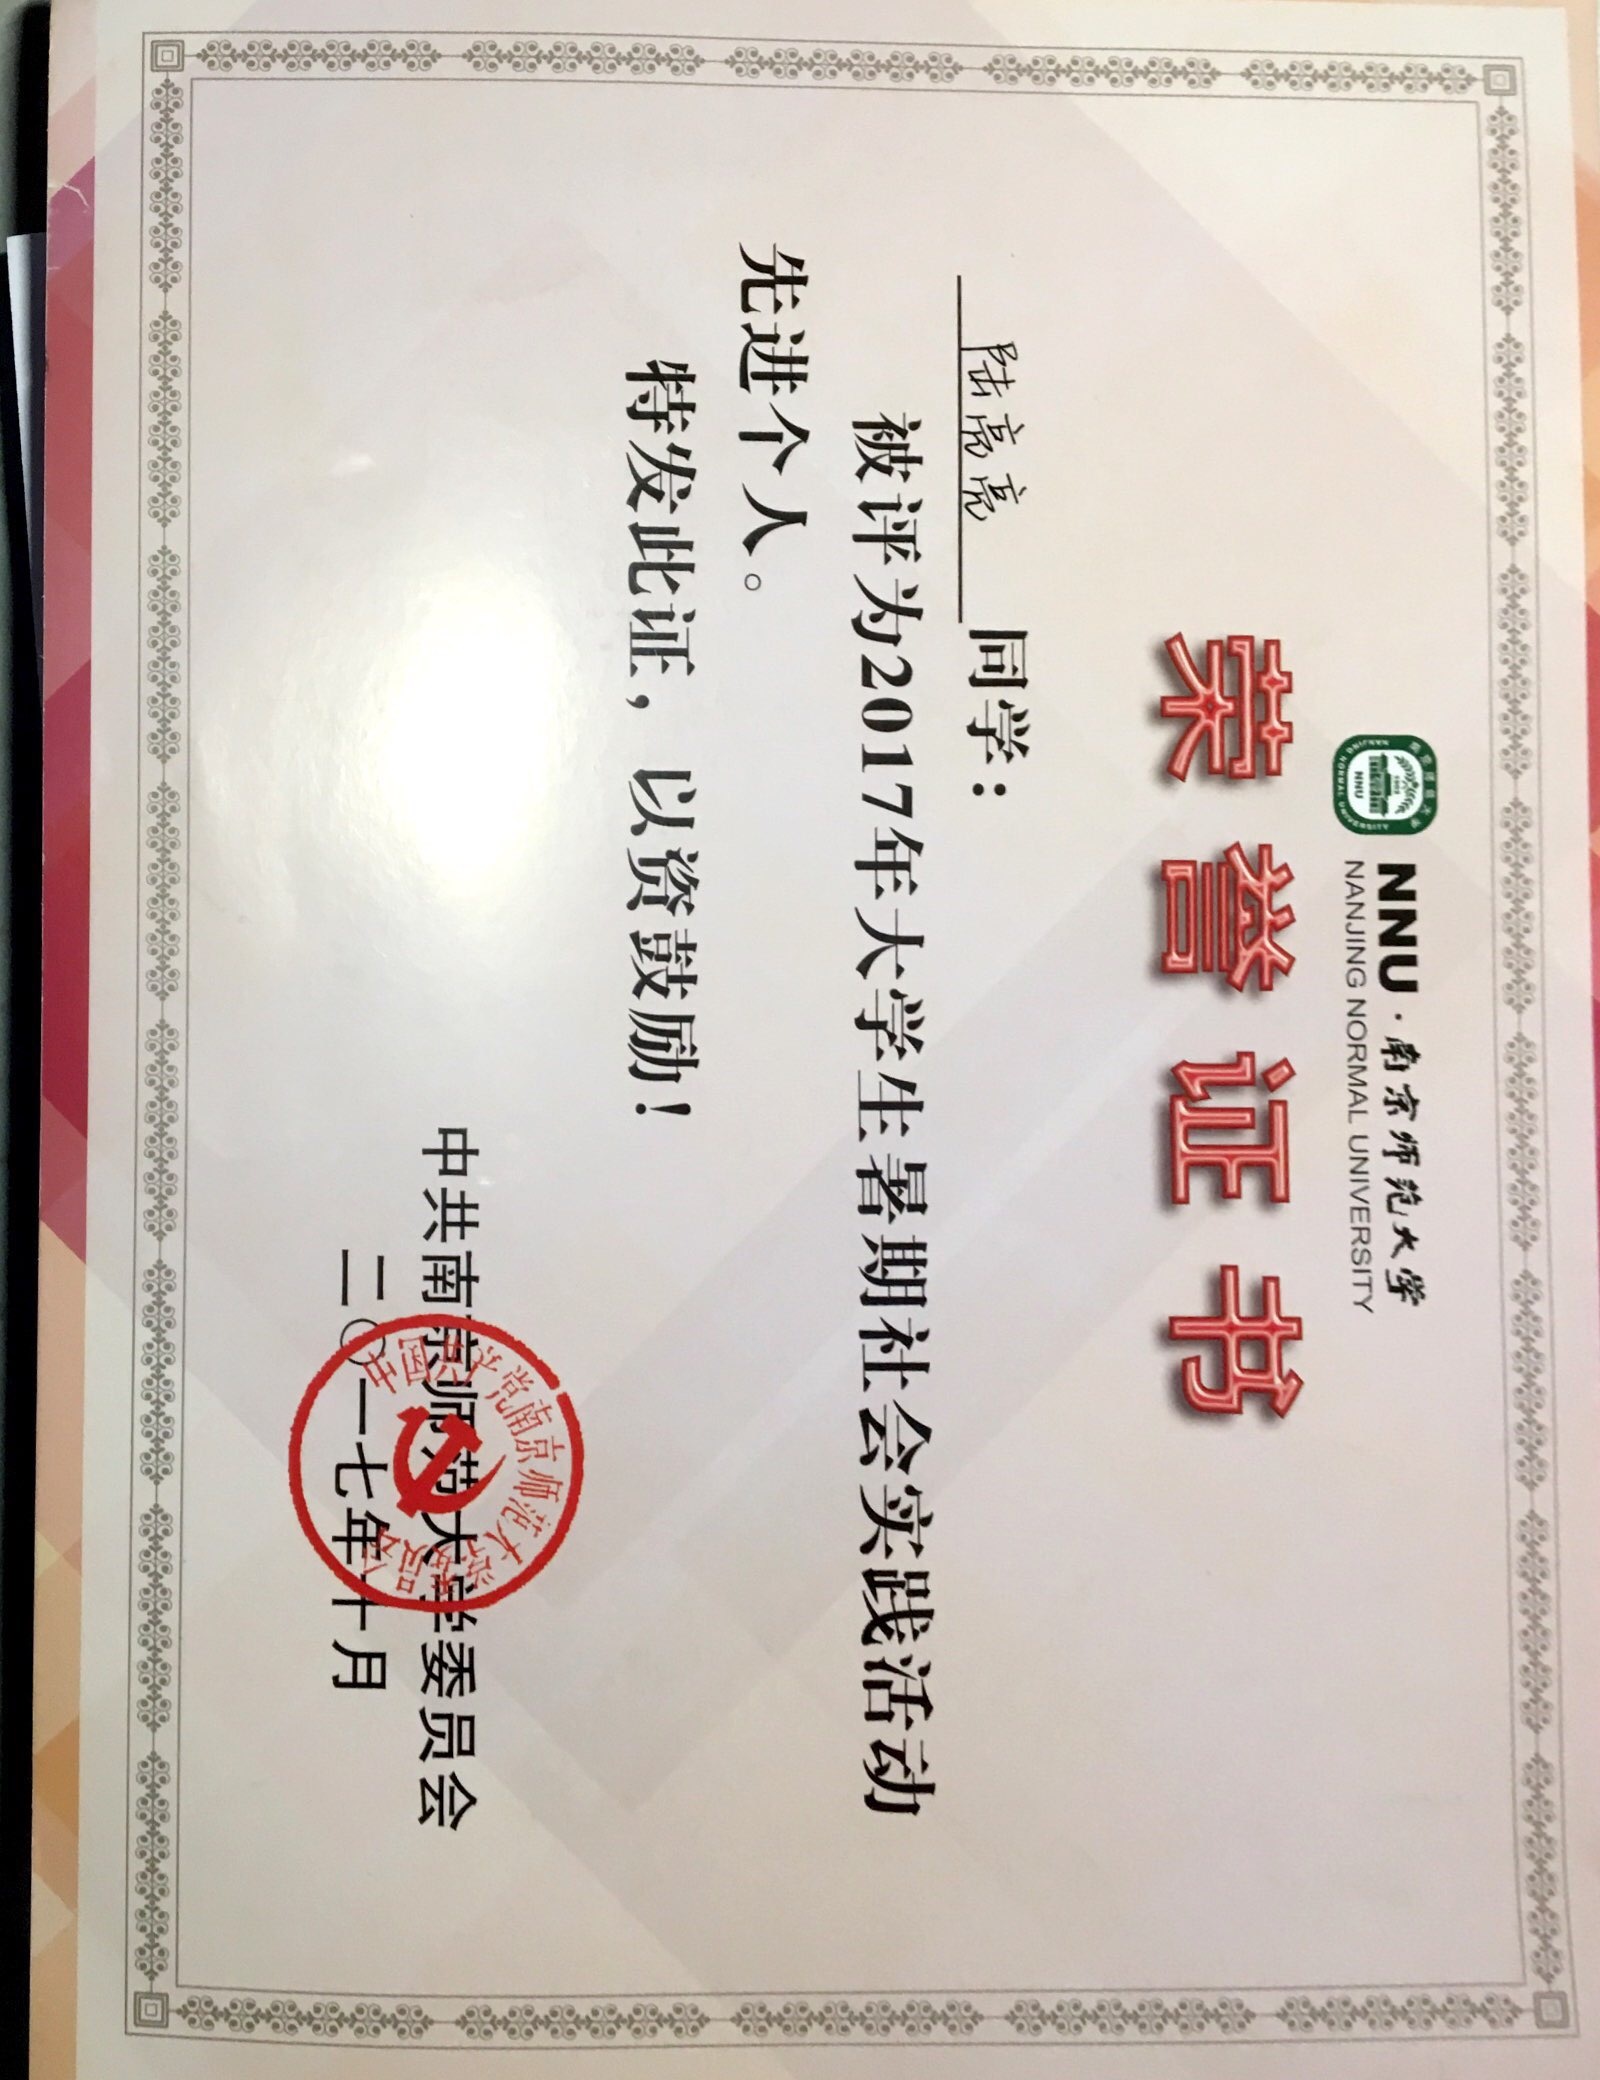 NNU·南京师范大学
NANJING NORMAL UNIVERSITY
荣誉证书
陆亮亮 同学：
被评为2017年大学生暑期社会实践活动
先进个人。
特发此证，以资鼓励！
中共南京师范大学委员会
二〇一七年十月
中国共产党南京师范大学委员会